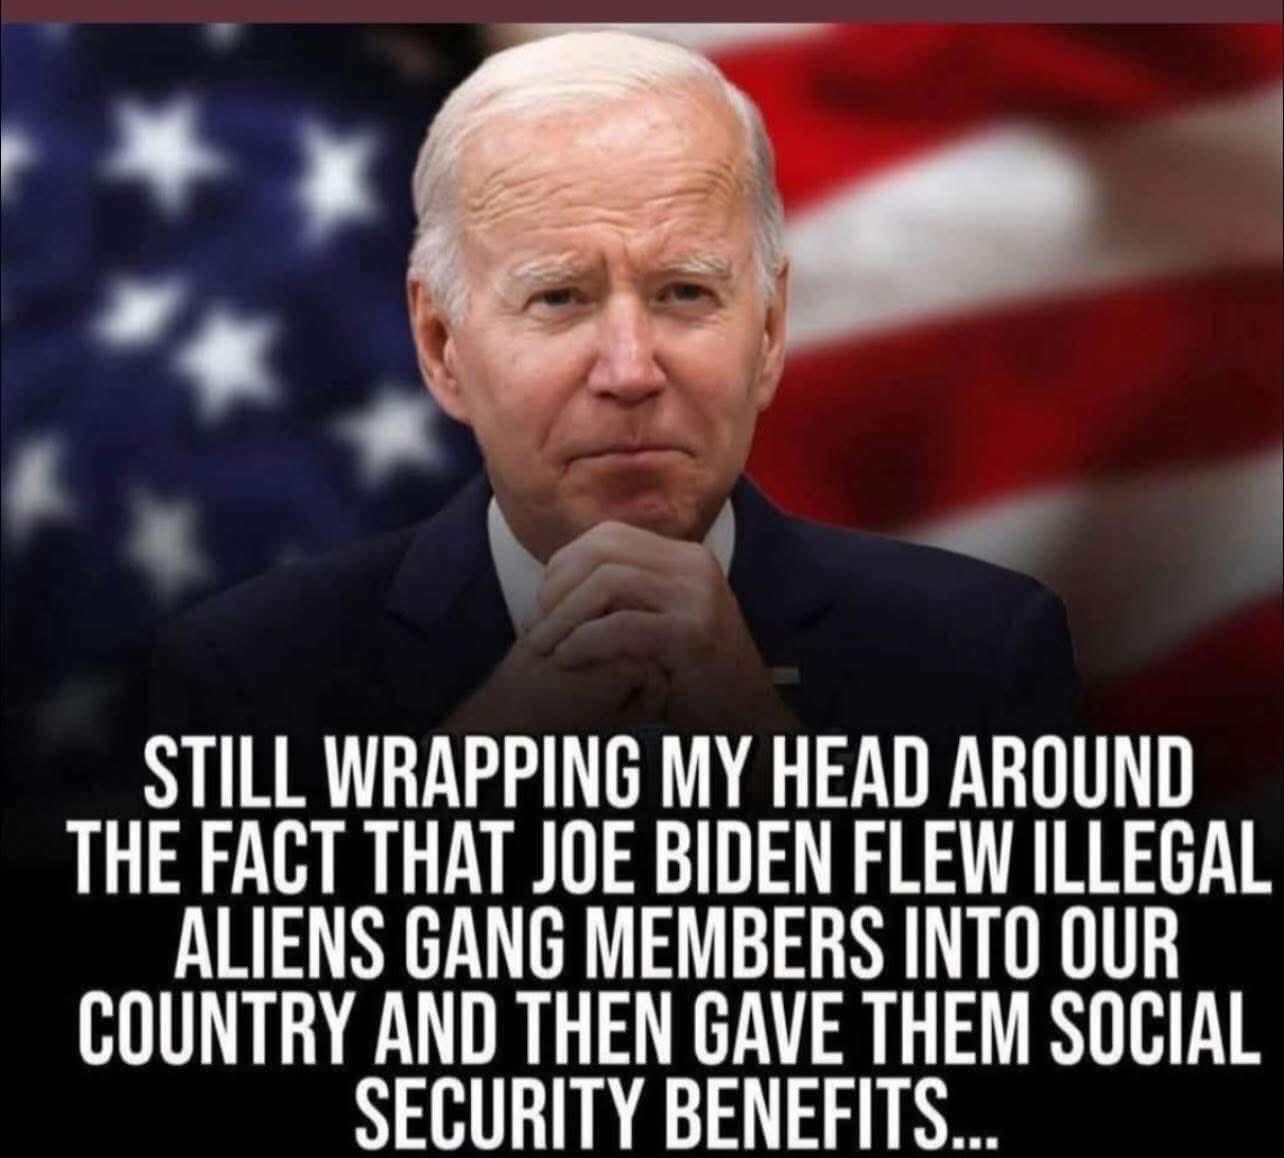 STILL WRAPPING MY HEAD AROUND
THE FACT THAT JOE BIDEN FLEW ILLEGAL
ALIENS GANG MEMBERS INTO OUR
COUNTRY AND THEN GAVE THEM SOCIAL
SECURITY BENEFITS...